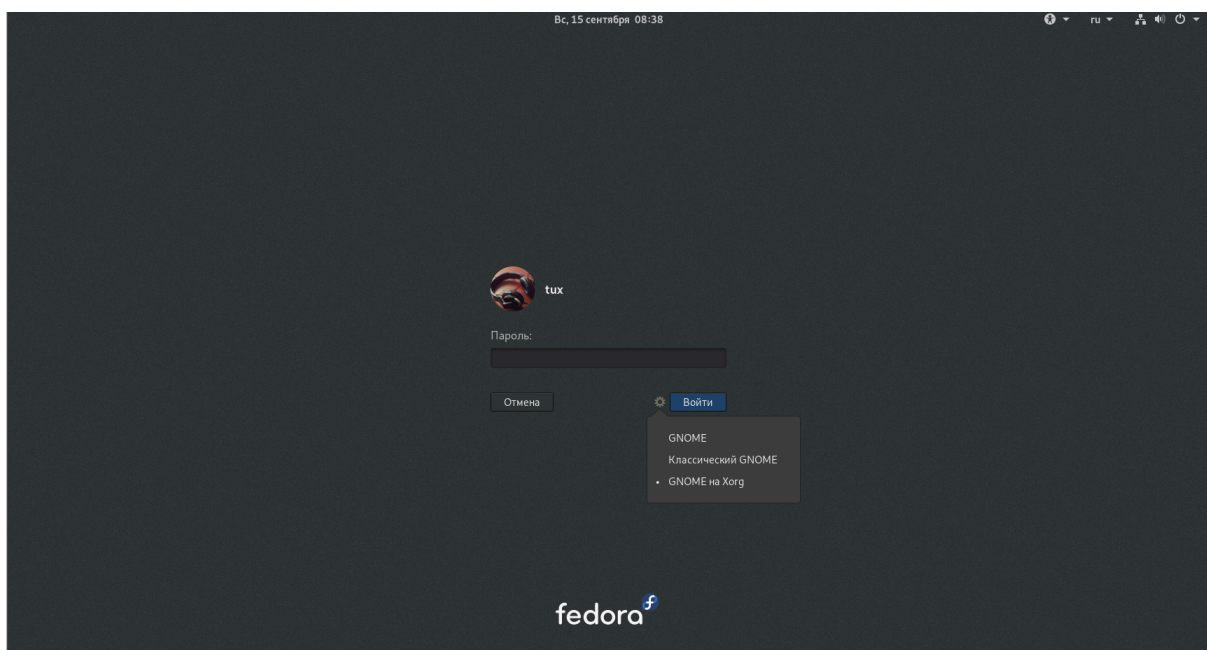 Вс, 15 сентября 08:38
ru
tux
Пароль:
Отмена
Войти
GNOME
Классический GNOME
• GNOME на Xorg
fedora